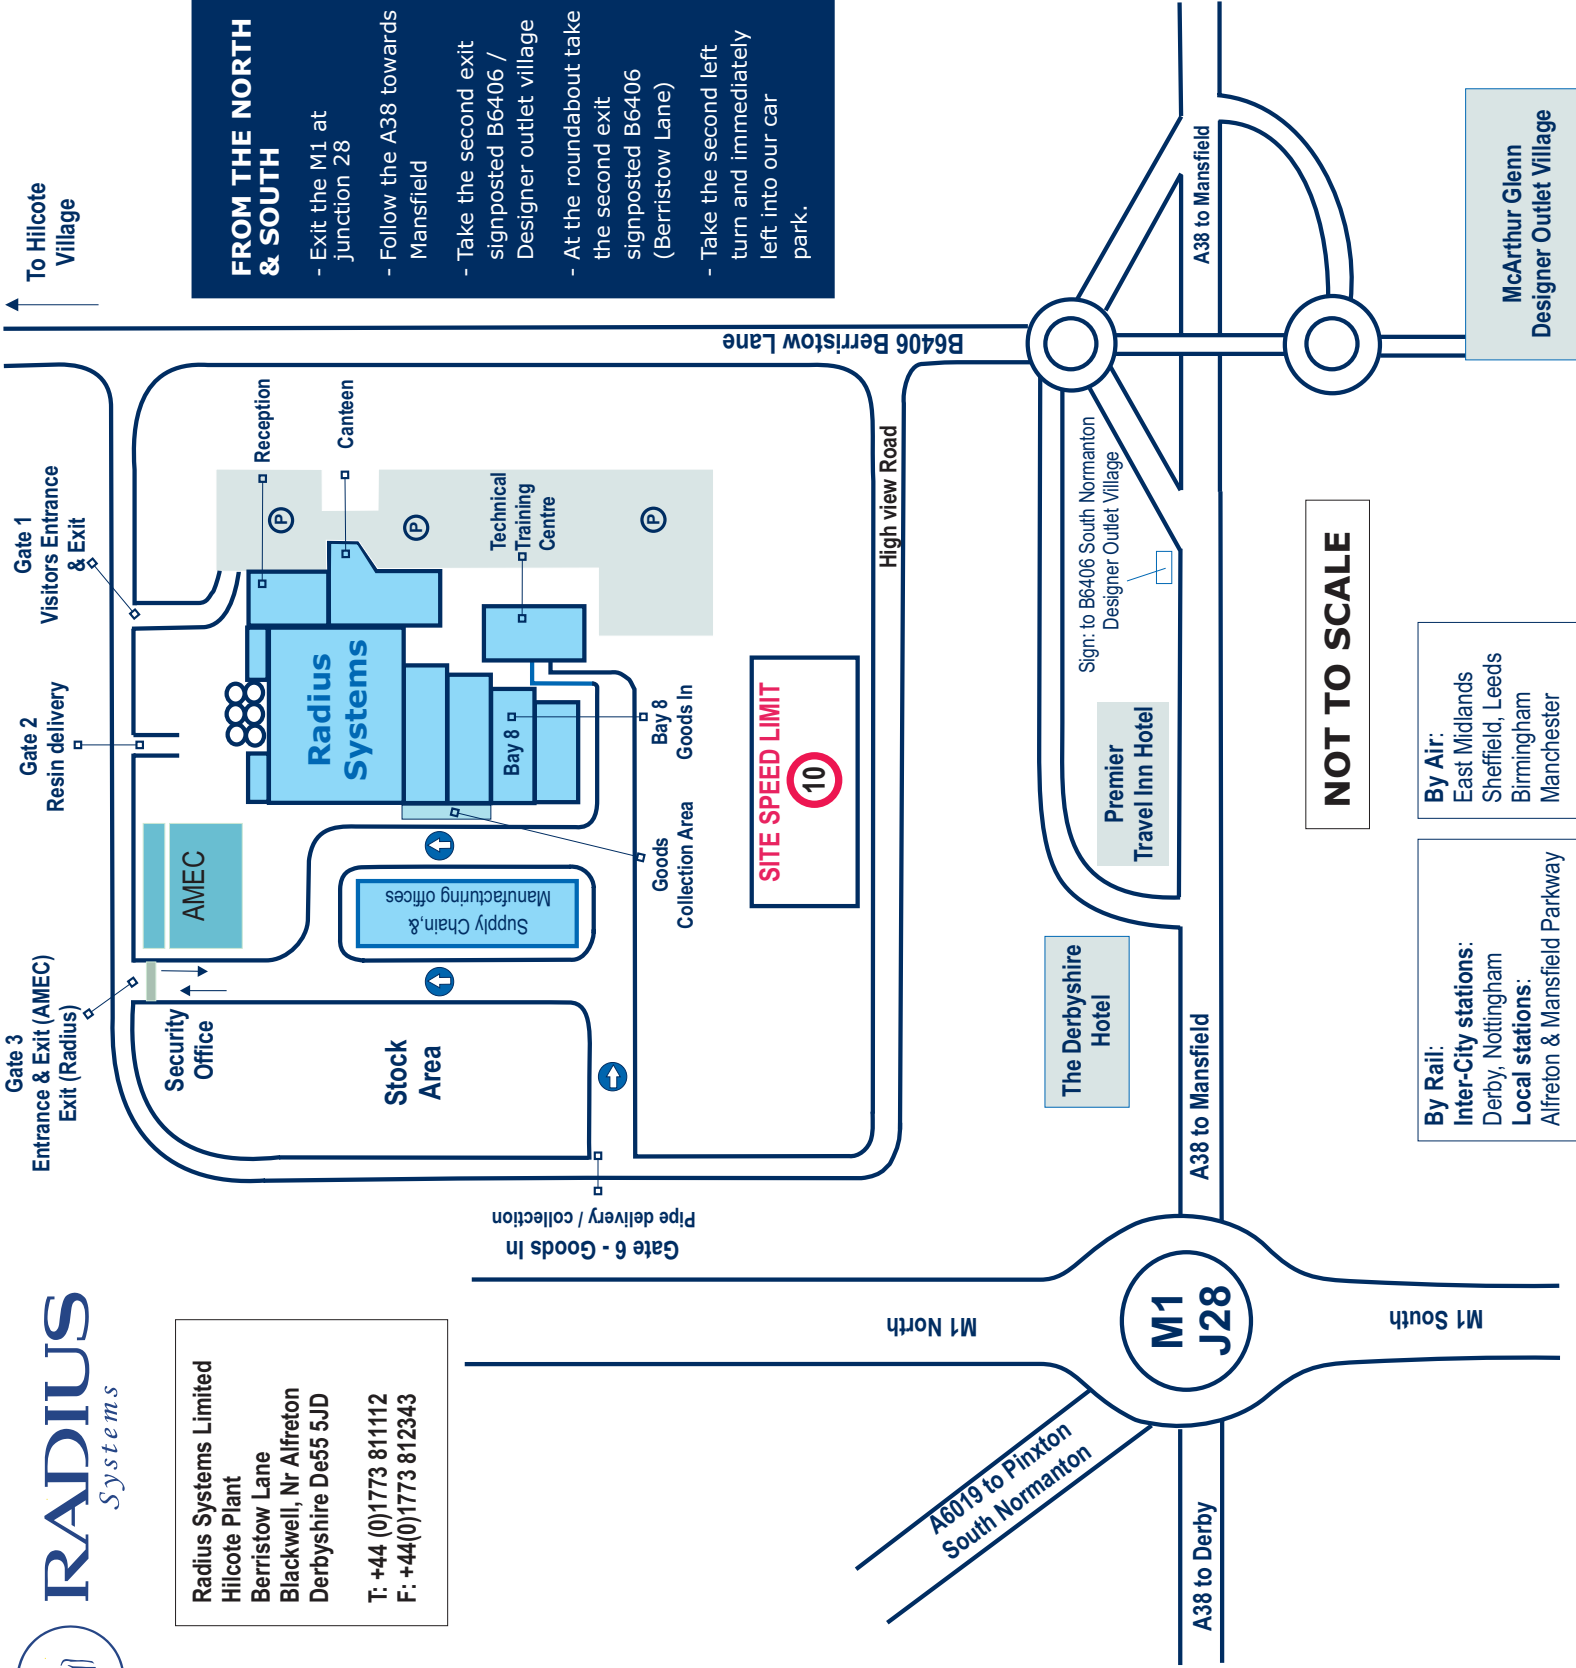 RADIUS
Systems
Radius Systems Limited
Hilcote Plant
Berristow Lane
Blackwell, Nr Alfreton
Derbyshire De55 5JD
T: +44 (0)1773 811112
F: +44(0)1773 812343
Gate 3
Entrance & Exit (AMEC)
Exit (Radius)
Gate 2
Resin delivery
Gate 1
Visitors Entrance
& Exit
To Hilcote
Village
Security
Office
AMEC
Reception
Canteen
P
P
P
Radius
Systems
Stock
Area
Supply Chain,&
Manufacturing offices
Technical
Training
Centre
Bay 8
Bay 8
Goods In
Goods
Collection Area
Gate 6 - Goods In
Pipe delivery / collection
SITE SPEED LIMIT
10
High view Road
B6406 Berristow Lane
FROM THE NORTH
& SOUTH
- Exit the M1 at
junction 28
- Follow the A38 towards
Mansfield
- Take the second exit
signposted B6406 /
Designer outlet village
- At the roundabout take
the second exit
signposted B6406
(Berristow Lane)
- Take the second left
turn and immediately
left into our car
park.
M1 North
M1
J28
M1 South
A6019 to Pinxton
South Normanton
A38 to Derby
A38 to Mansfield
The Derbyshire
Hotel
Premier
Travel Inn Hotel
Sign: to B6406 South Normanton
Designer Outlet Village
A38 to Mansfield
McArthur Glenn
Designer Outlet Village
NOT TO SCALE
By Rail:
Inter-City stations:
Derby, Nottingham
Local stations:
Alfreton & Mansfield Parkway
By Air:
East Midlands
Sheffield, Leeds
Birmingham
Manchester